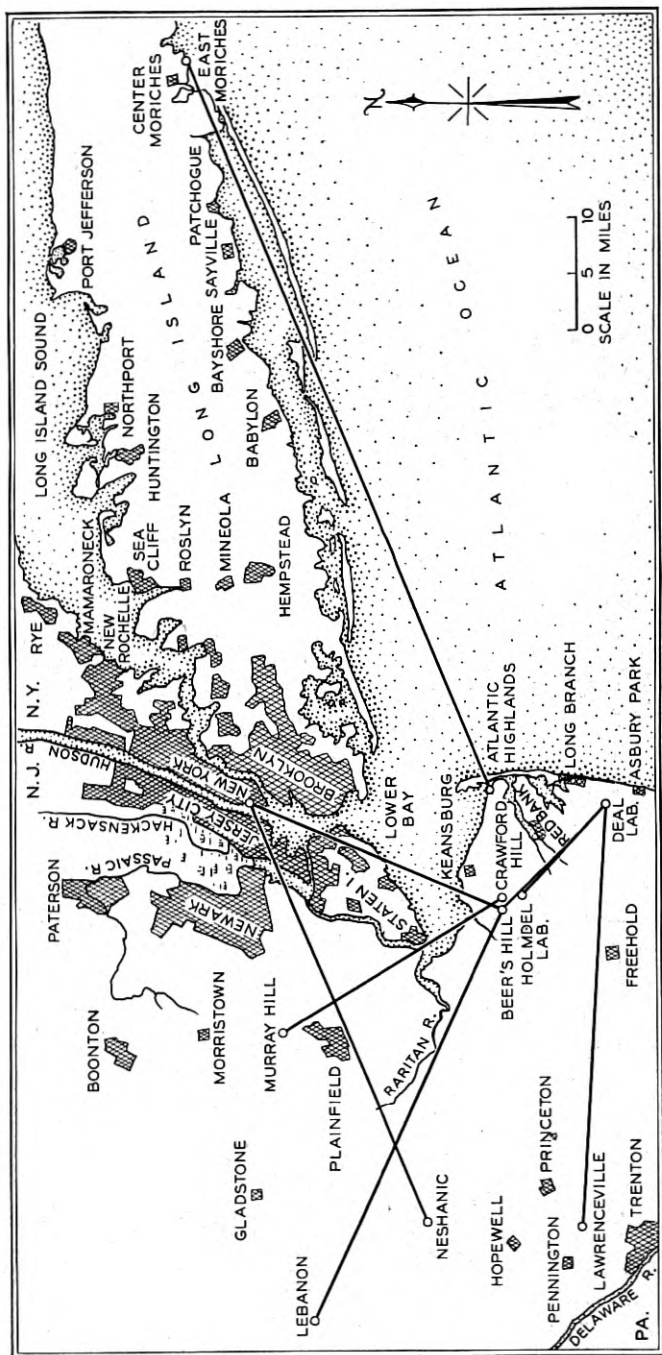 N.J.
N.Y.
RYE
MAMARONECK
NEW
ROCHELLE
LONG ISLAND SOUND
PORT JEFFERSON
NORTHPORT
HUNTINGTON
SEA
CLIFF
ROSLYN
MINEOLA
HEMPSTEAD
LONG ISLAND
CENTER
MORICHES
EAST
MORICHES
PATCHOGUE
SAYVILLE
BAYSHORE
BABYLON
HUDSON R.
HACKENSACK R.
PASSAIC R.
PATERSON
BOONTON
NEW YORK
JERSEY CITY
BROOKLYN
NEWARK
MORRISTOWN
MURRAY HILL
GLADSTONE
PLAINFIELD
STATEN I.
LOWER
BAY
LEBANON
NESHANIC
RARITAN R.
KEANSBURG
ATLANTIC
HIGHLANDS
CRAWFORD
HILL
BEER'S HILL
HOLMDEL
LAB.
RED BANK
LONG BRANCH
HOPEWELL
PRINCETON
PENNINGTON
LAWRENCEVILLE
FREEHOLD
DEAL
LAB.
ASBURY PARK
TRENTON
DELAWARE R.
PA.
ATLANTIC OCEAN
N
0 5 10
SCALE IN MILES